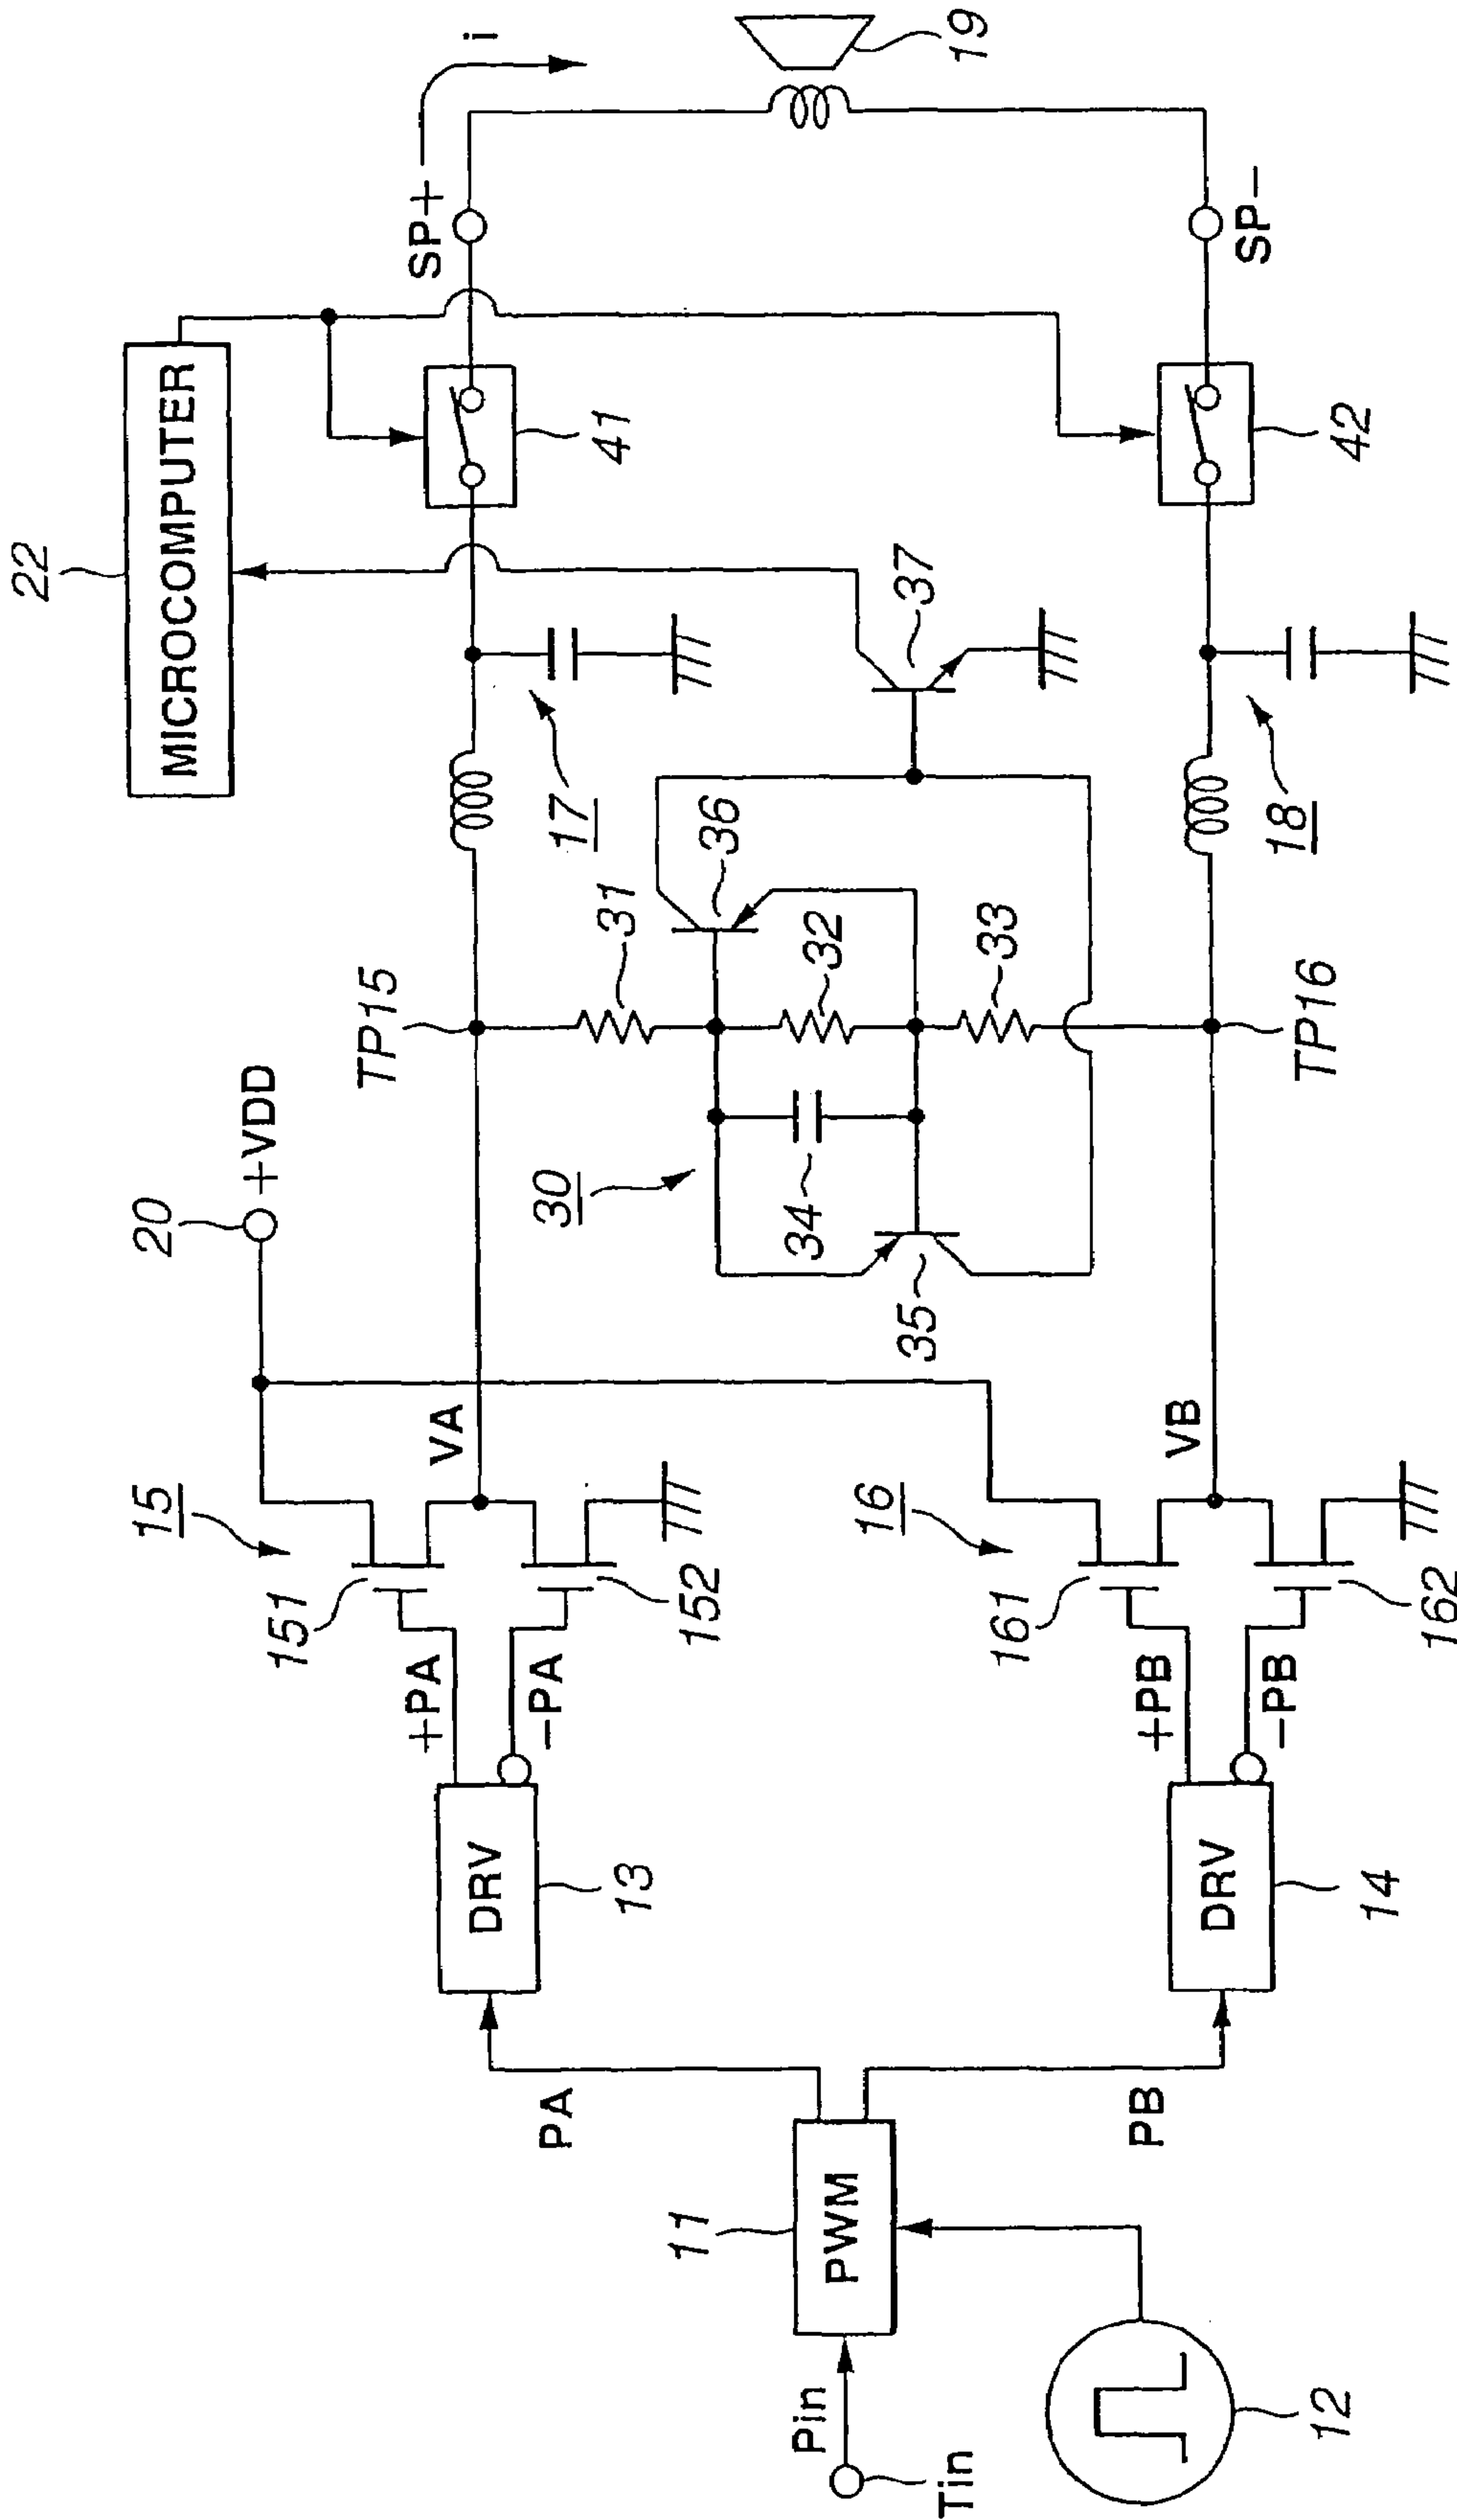 22
MICROCOMPUTER
20
+VDD
SP+
i
TP15
41
19
15
VA
17
151
+PA
31
36
-PA
152
30
32
37
13
DRV
34
PA
35
33
11
PWM
Pin
Tin
PB
16
VB
161
+PB
-PB
162
DRV
14
12
TP16
18
42
SP-